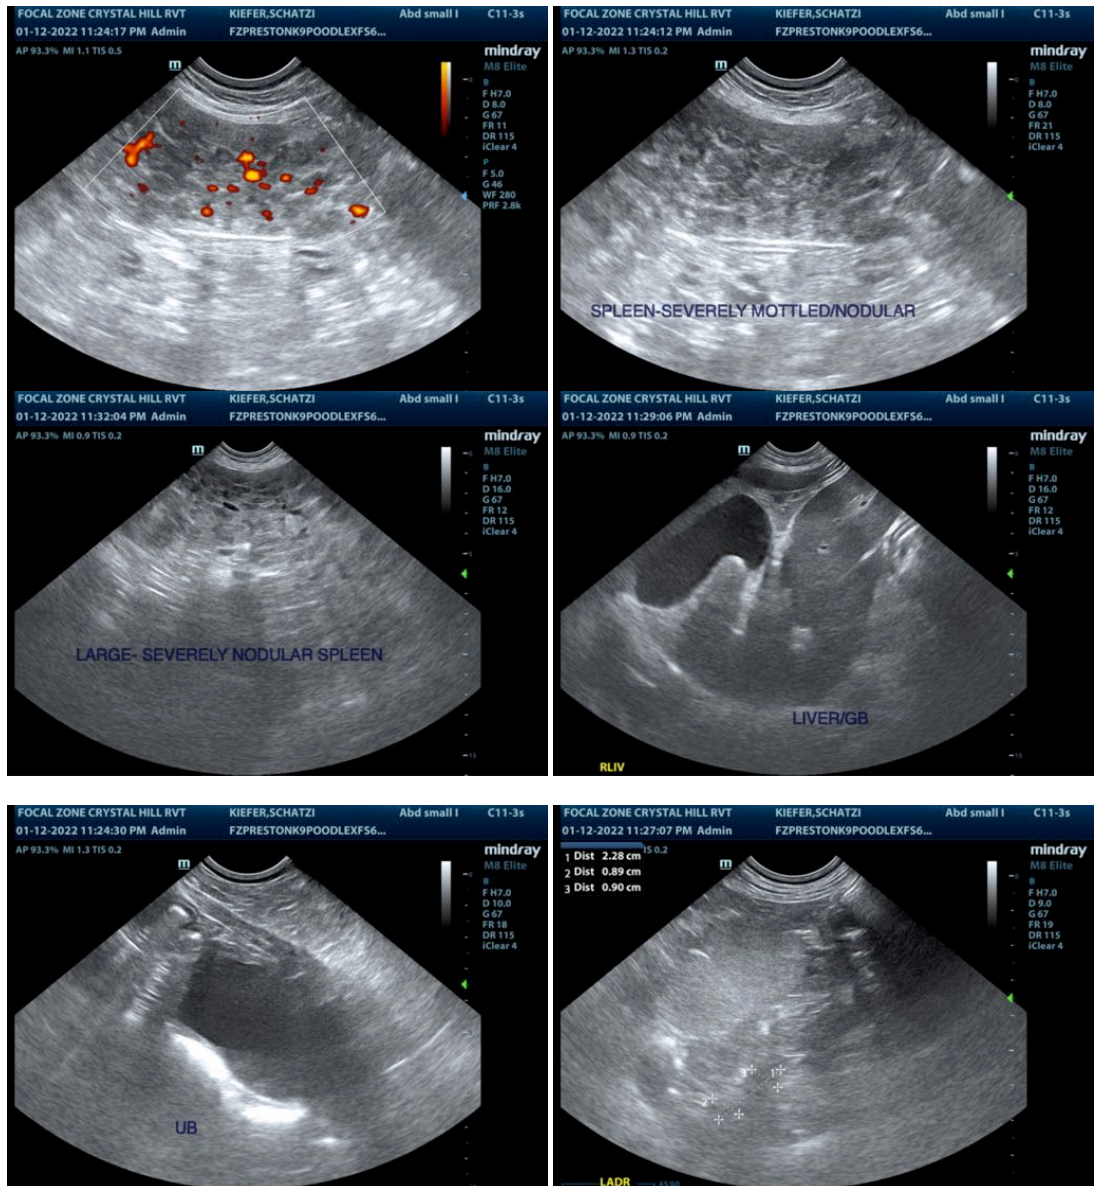 FOCAL ZONE CRYSTAL HILL RVT KIEFER,SCHATZI Abd small I C11-3s
01-12-2022 11:24:17 PM Admin FZPRESTONK9POODLEXFS6...
AP 93.3% MI 1.1 TIS 0.5
mindray
M8 Elite
m
B
F H7.0
D 8.0
G 67
FR 11
DR 115
iClear 4
P
F 5.0
G 46
WF 280
PRF 2.8k
FOCAL ZONE CRYSTAL HILL RVT KIEFER,SCHATZI Abd small I C11-3s
01-12-2022 11:24:12 PM Admin FZPRESTONK9POODLEXFS6...
AP 93.3% MI 1.3 TIS 0.2
mindray
M8 Elite
m
B
F H7.0
D 8.0
G 67
FR 21
DR 115
iClear 4
SPLEEN-SEVERELY MOTTLED/NODULAR
FOCAL ZONE CRYSTAL HILL RVT KIEFER,SCHATZI Abd small I C11-3s
01-12-2022 11:32:04 PM Admin FZPRESTONK9POODLEXFS6...
AP 93.3% MI 0.9 TIS 0.2
mindray
M8 Elite
m
B
F H7.0
D 16.0
G 67
FR 12
DR 115
iClear 4
5
15
LARGE- SEVERELY NODULAR SPLEEN
FOCAL ZONE CRYSTAL HILL RVT KIEFER,SCHATZI Abd small I C11-3s
01-12-2022 11:29:06 PM Admin FZPRESTONK9POODLEXFS6...
AP 93.3% MI 0.9 TIS 0.2
mindray
M8 Elite
m
B
F H7.0
D 16.0
G 67
FR 12
DR 115
iClear 4
5
15
LIVER/GB
RLIV
FOCAL ZONE CRYSTAL HILL RVT KIEFER,SCHATZI Abd small I C11-3s
01-12-2022 11:24:30 PM Admin FZPRESTONK9POODLEXFS6...
AP 93.3% MI 1.3 TIS 0.2
mindray
M8 Elite
m
B
F H7.0
D 10.0
G 67
FR 18
DR 115
iClear 4
UB
FOCAL ZONE CRYSTAL HILL RVT KIEFER,SCHATZI Abd small I C11-3s
01-12-2022 11:27:07 PM Admin FZPRESTONK9POODLEXFS6...
1 Dist 2.28 cm
2 Dist 0.89 cm
3 Dist 0.90 cm
mindray
M8 Elite
m
B
F H7.0
D 9.0
G 67
FR 19
DR 115
iClear 4
3 1
2
LADR